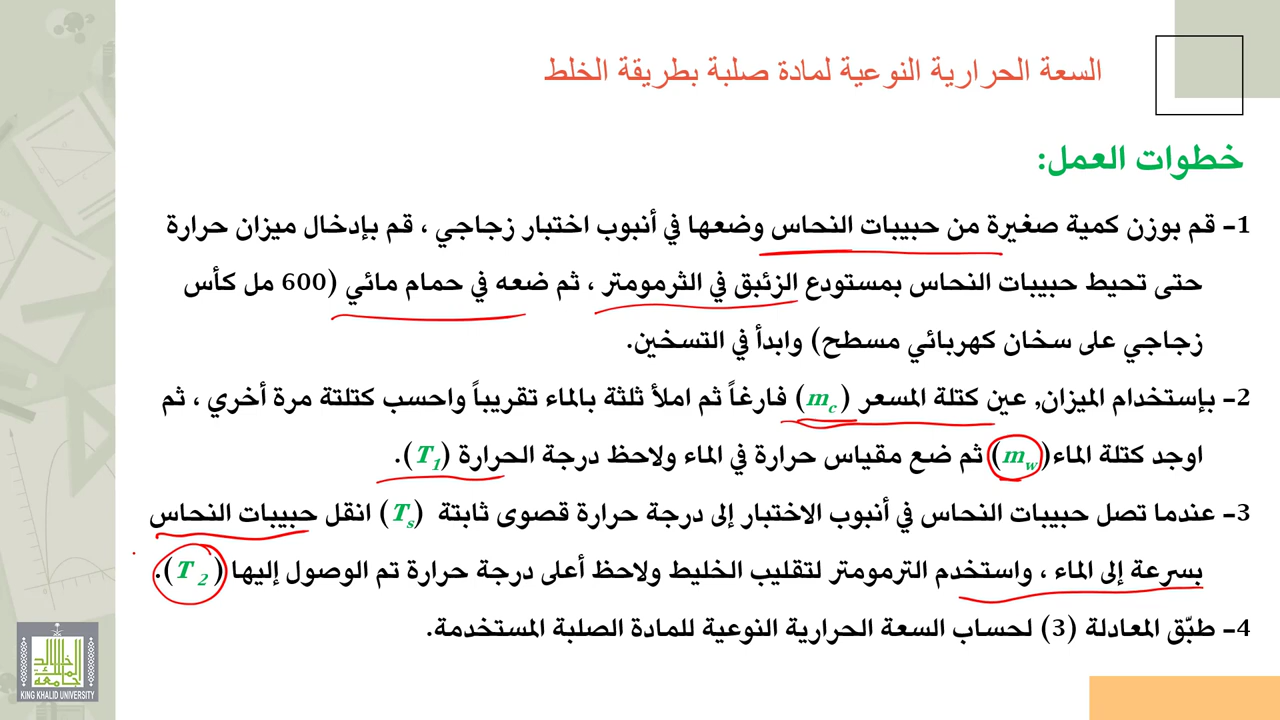 السعة الحرارية النوعية لمادة صلبة بطريقة الخلط
خطوات العمل:
1- قم بوزن كمية صغيرة من حبيبات النحاس وضعها في أنبوب اختبار زجاجي ، قم بإدخال ميزان حرارة
حتى تحيط حبيبات النحاس بمستودع الزئبق في الثرمومتر ، ثم ضعه في حمام مائي (600 مل كأس
زجاجي على سخان كهربائي مسطح) وابدأ في التسخين.
2- بإستخدام الميزان, عين كتلة المسعر (mc) فارغاً ثم املأ ثلثة بالماء تقريباً واحسب كتلتة مرة أخري ، ثم
اوجد كتلة الماء(mw) ثم ضع مقياس حرارة في الماء ولاحظ درجة الحرارة (T1).
3- عندما تصل حبيبات النحاس في أنبوب الاختبار إلى درجة حرارة قصوى ثابتة (Ts) انقل حبيبات النحاس
بسرعة إلى الماء ، واستخدم الترمومتر لتقليب الخليط ولاحظ أعلى درجة حرارة تم الوصول إليها (T2).
4- طبّق المعادلة (3) لحساب السعة الحرارية النوعية للمادة الصلبة المستخدمة.
جامعة الملك خالد
KING KHALID UNIVERSITY